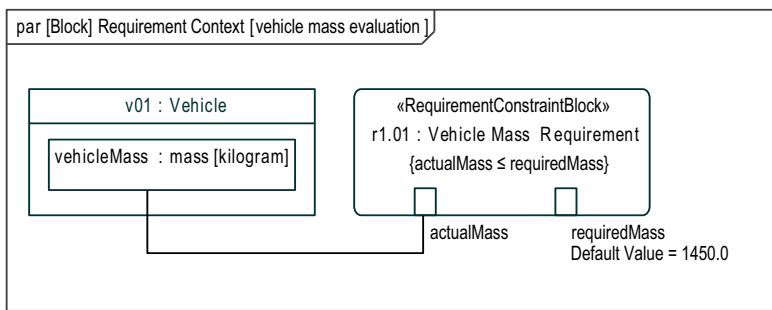 par [Block] Requirement Context [vehicle mass evaluation ]
v01 : Vehicle
vehicleMass : mass [kilogram]
«RequirementConstraintBlock»
r1.01 : Vehicle Mass Requirement
{actualMass ≤ requiredMass}
actualMass
requiredMass
Default Value = 1450.0